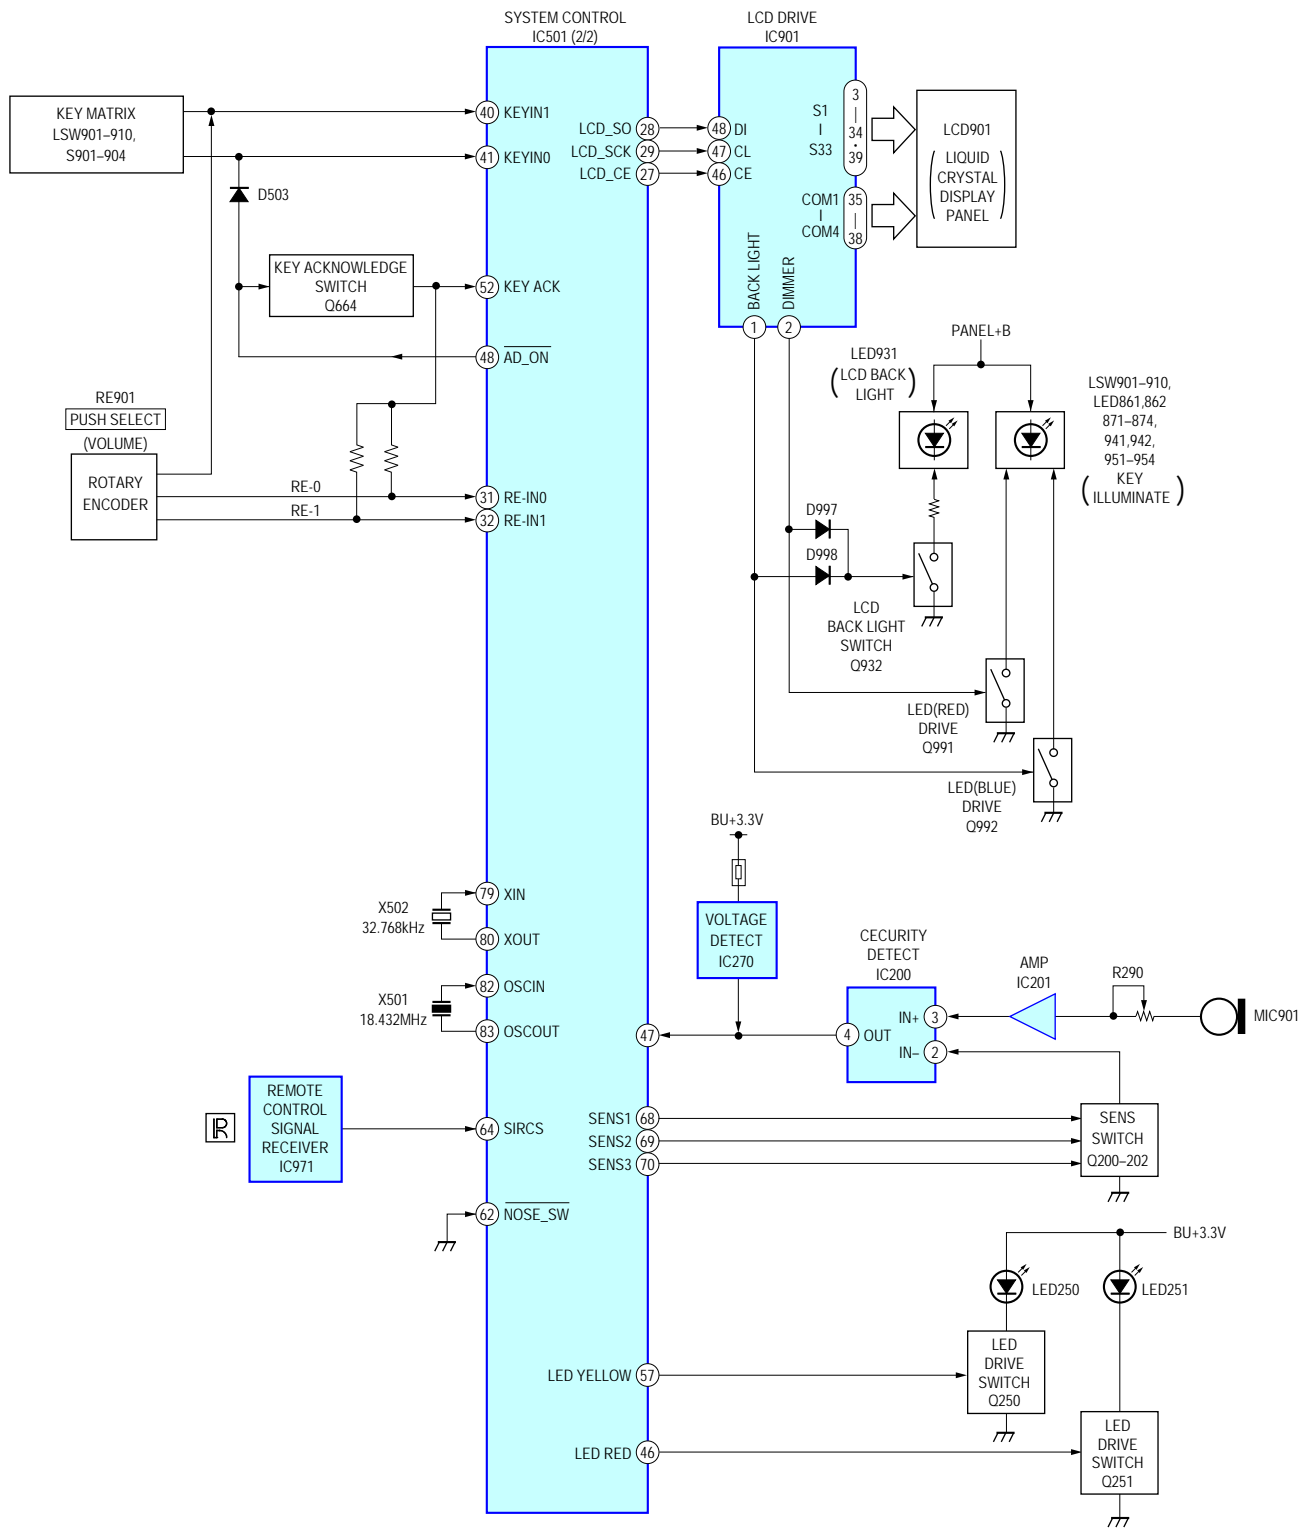 SYSTEM CONTROL
IC501 (2/2)
LCD DRIVE
IC901
KEY MATRIX
LSW901–910,
S901–904
40 KEYIN1
41 KEYIN0
D503
KEY ACKNOWLEDGE
SWITCH
Q664
52 KEY ACK
48 AD_ON
RE901
PUSH SELECT
(VOLUME)
ROTARY
ENCODER
RE-0
RE-1
31 RE-IN0
32 RE-IN1
LCD_SO 28
LCD_SCK 29
LCD_CE 27
48 DI
47 CL
46 CE
S1
|
S33
3
|
34
•
39
COM1
|
COM4
35
|
38
LCD901
(LIQUID
CRYSTAL
DISPLAY
PANEL)
BACK LIGHT
DIMMER
1
2
PANEL+B
LED931
(LCD BACK
LIGHT)
LSW901–910,
LED861,862
871–874,
941,942,
951–954
(KEY
ILLUMINATE)
D997
D998
LCD
BACK LIGHT
SWITCH
Q932
LED(RED)
DRIVE
Q991
LED(BLUE)
DRIVE
Q992
X502
32.768kHz
79 XIN
80 XOUT
X501
18.432MHz
82 OSCIN
83 OSCOUT
BU+3.3V
VOLTAGE
DETECT
IC270
47
CECURITY
DETECT
IC200
4 OUT
IN+ 3
IN– 2
AMP
IC201
R290
MIC901
REMOTE
CONTROL
SIGNAL
RECEIVER
IC971
R
64 SIRCS
62 NOSE_SW
SENS1 68
SENS2 69
SENS3 70
SENS
SWITCH
Q200–202
BU+3.3V
LED250
LED251
LED YELLOW 57
LED
DRIVE
SWITCH
Q250
LED RED 46
LED
DRIVE
SWITCH
Q251